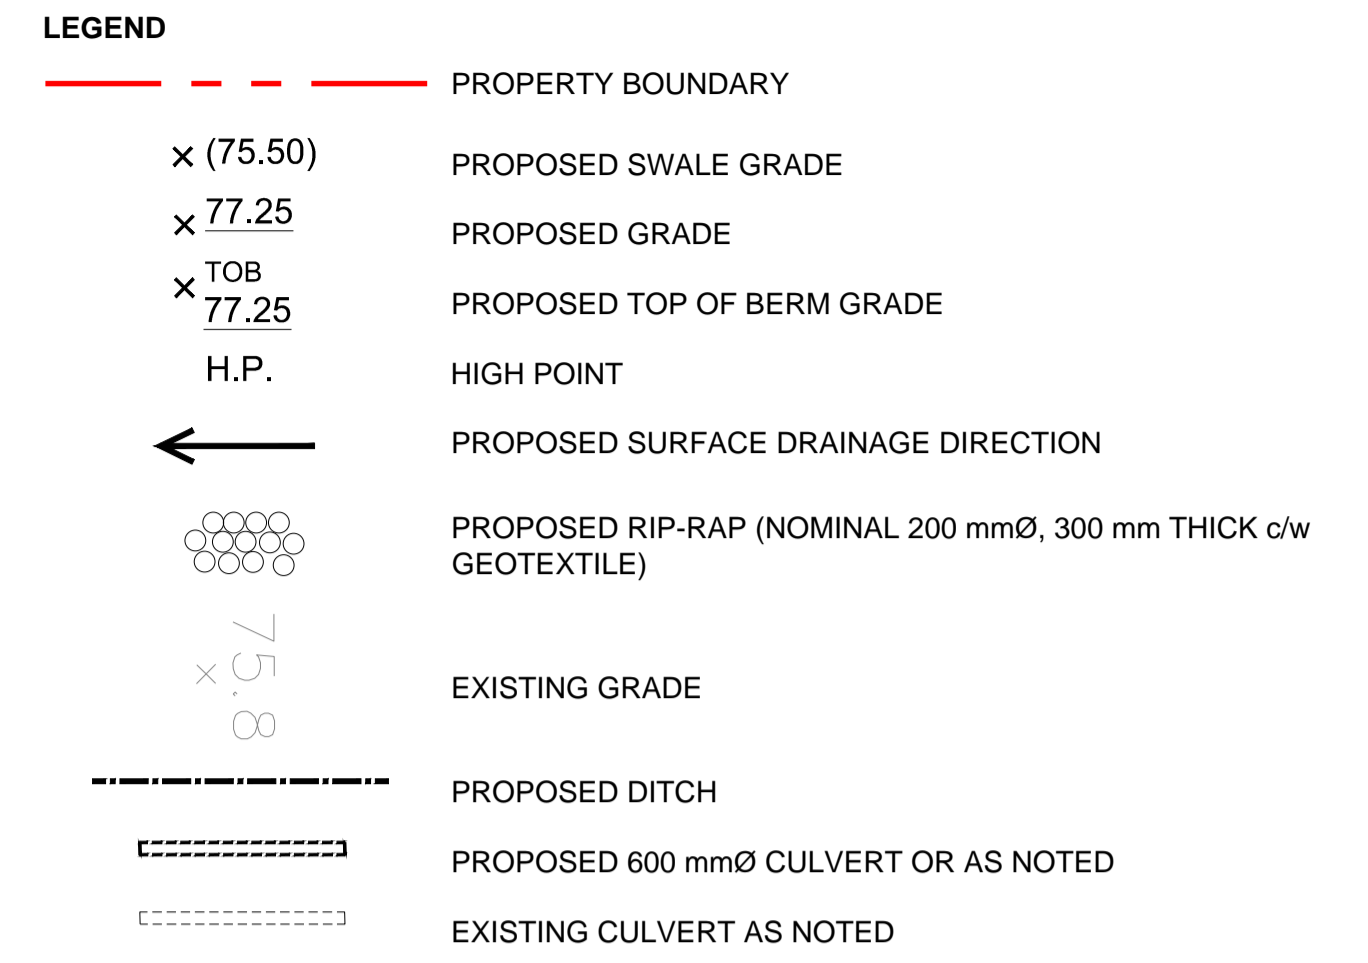 LEGEND
PROPERTY BOUNDARY
× (75.50) PROPOSED SWALE GRADE
× 77.25 PROPOSED GRADE
× TOB
77.25 PROPOSED TOP OF BERM GRADE
H.P. HIGH POINT
PROPOSED SURFACE DRAINAGE DIRECTION
PROPOSED RIP-RAP (NOMINAL 200 mmØ, 300 mm THICK c/w
GEOTEXTILE)
× 75.8 EXISTING GRADE
PROPOSED DITCH
PROPOSED 600 mmØ CULVERT OR AS NOTED
EXISTING CULVERT AS NOTED